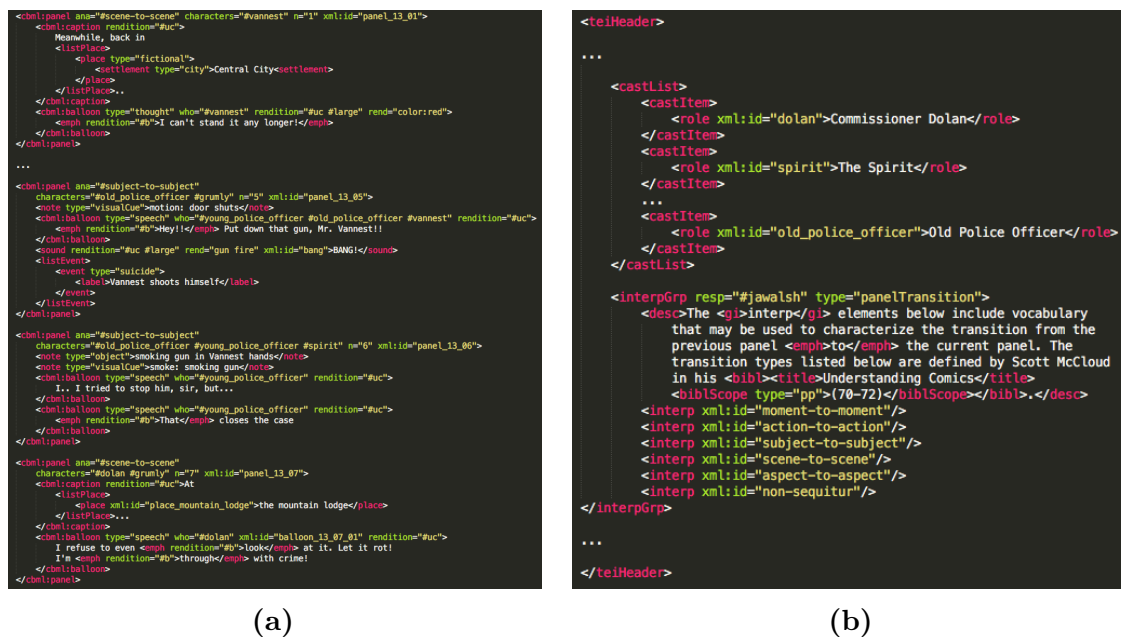 <cbml:panel ana="#scene-to-scene" characters="#vannest" n="1" xml:id="panel_13_01">
<cbml:caption rendition="#uc">
Meanwhile, back in
<listPlace>
<place type="fictional">
<settlement type="city">Central City<settlement>
</place>
</listPlace>..
</cbml:caption>
<cbml:balloon type="thought" who="#vannest" rendition="#uc #large" rend="color:red">
<emph rendition="#b">I can't stand it any longer!</emph>
</cbml:balloon>
</cbml:panel>
...
<cbml:panel ana="#subject-to-subject"
characters="#old_police_officer #grumly" n="5" xml:id="panel_13_05">
<note type="visualCue">motion: door shuts</note>
<cbml:balloon type="speech" who="#young_police_officer #old_police_officer #vannest" rendition="#uc">
<emph rendition="#b">Hey!!</emph> Put down that gun, Mr. Vannest!!
</cbml:balloon>
<sound rendition="#uc #large" rend="gun fire" xml:id="bang">BANG!</sound>
<listEvent>
<event type="suicide">
<label>Vannest shoots himself</label>
</event>
</listEvent>
</cbml:panel>
<cbml:panel ana="#subject-to-subject"
characters="#old_police_officer #young_police_officer #spirit" n="6" xml:id="panel_13_06">
<note type="object">smoking gun in Vannest hands</note>
<note type="visualCue">smoke: smoking gun</note>
<cbml:balloon type="speech" who="#young_police_officer" rendition="#uc">
I.. I tried to stop him, sir, but...
</cbml:balloon>
<cbml:balloon type="speech" who="#young_police_officer" rendition="#uc">
<emph rendition="#b">That</emph> closes the case
</cbml:balloon>
</cbml:panel>
<cbml:panel ana="#scene-to-scene"
characters="#dolan #grumly" n="7" xml:id="panel_13_07">
<cbml:caption rendition="#uc">At
<listPlace>
<place xml:id="place_mountain_lodge">the mountain lodge</place>
</listPlace>...
</cbml:caption>
<cbml:balloon type="speech" who="#dolan" xml:id="balloon_13_07_01" rendition="#uc">
I refuse to even <emph rendition="#b">look</emph> at it. Let it rot!
I'm <emph rendition="#b">through</emph> with crime!
</cbml:balloon>
</cbml:panel>
(a)
<teiHeader>
...
<castList>
<castItem>
<role xml:id="dolan">Commissioner Dolan</role>
</castItem>
<castItem>
<role xml:id="spirit">The Spirit</role>
</castItem>
...
<castItem>
<role xml:id="old_police_officer">Old Police Officer</role>
</castItem>
</castList>
<interpGrp resp="#jawalsh" type="panelTransition">
<desc>The <gi>interp</gi> elements below include vocabulary
that may be used to characterize the transition from the
previous panel <emph>to</emph> the current panel. The
transition types listed below are defined by Scott McCloud
in his <bibl><title>Understanding Comics</title>
<biblScope type="pp">(70-72)</biblScope></bibl>.</desc>
<interp xml:id="moment-to-moment"/>
<interp xml:id="action-to-action"/>
<interp xml:id="subject-to-subject"/>
<interp xml:id="scene-to-scene"/>
<interp xml:id="aspect-to-aspect"/>
<interp xml:id="non-sequitur"/>
</interpGrp>
...
</teiHeader>
(b)